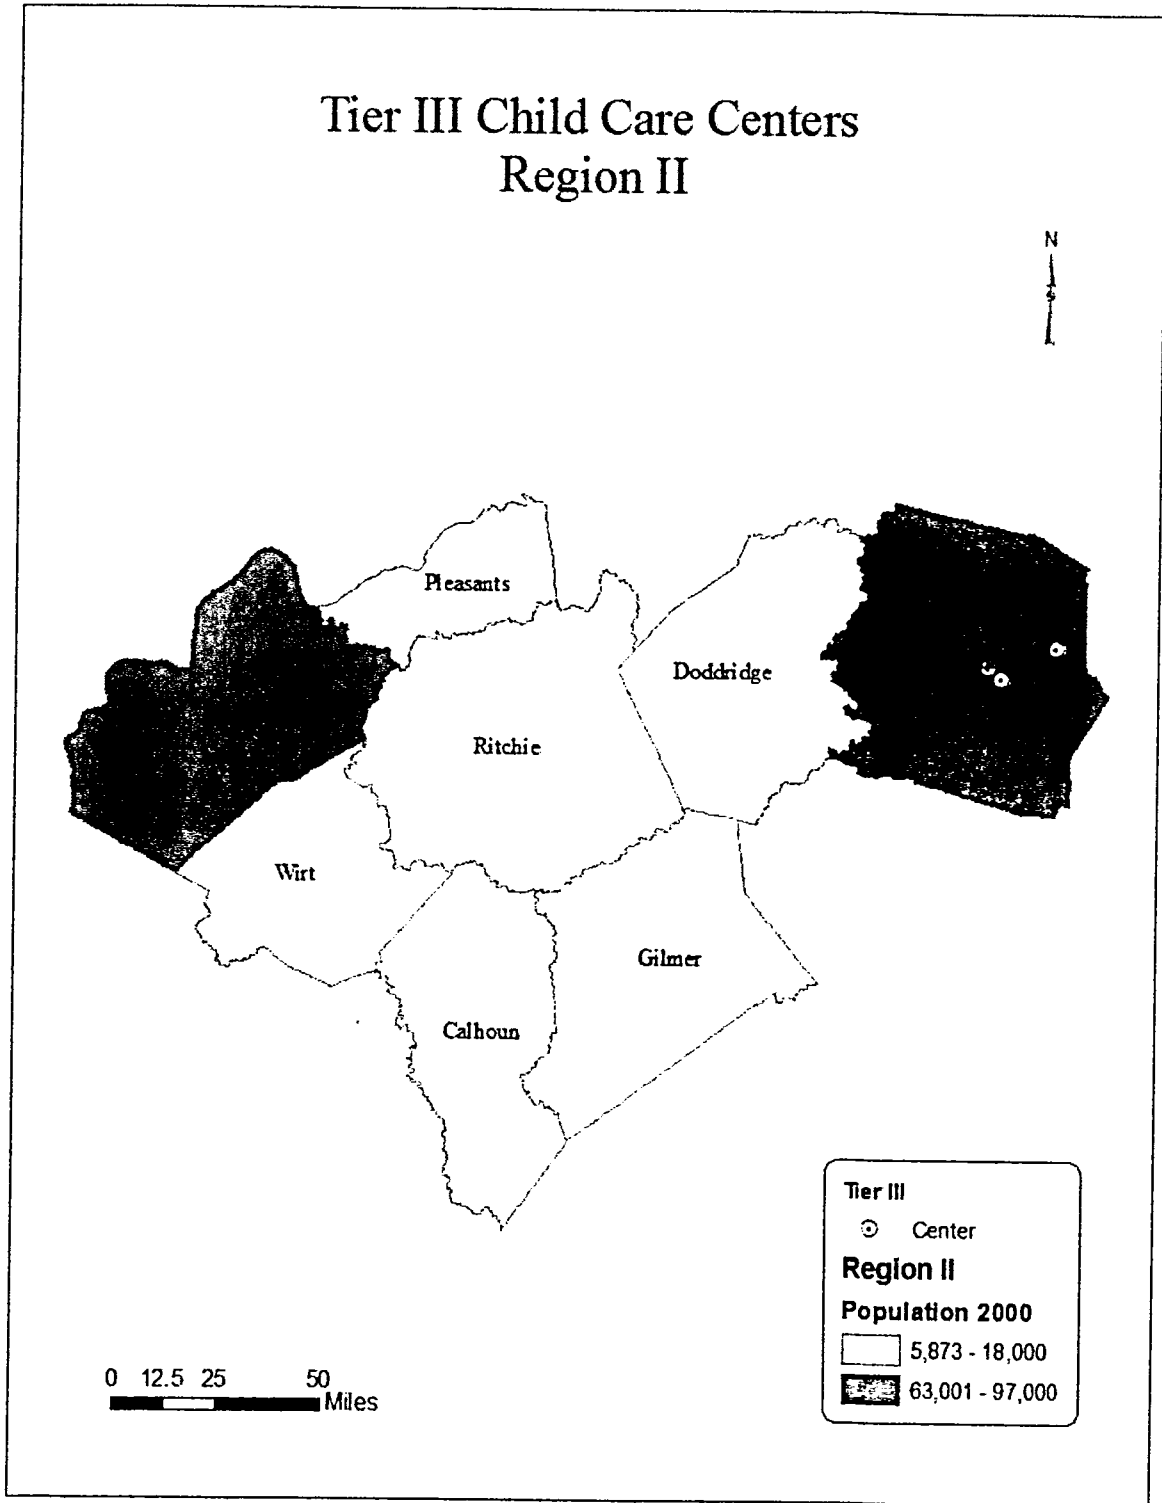 Tier III Child Care Centers
Region II
N
Pleasants
Doddridge
Ritchie
Wirt
Gilmer
Calhoun
Tier III
Center
Region II
Population 2000
5,873 - 18,000
63,001 - 97,000
0 12.5 25 50
Miles